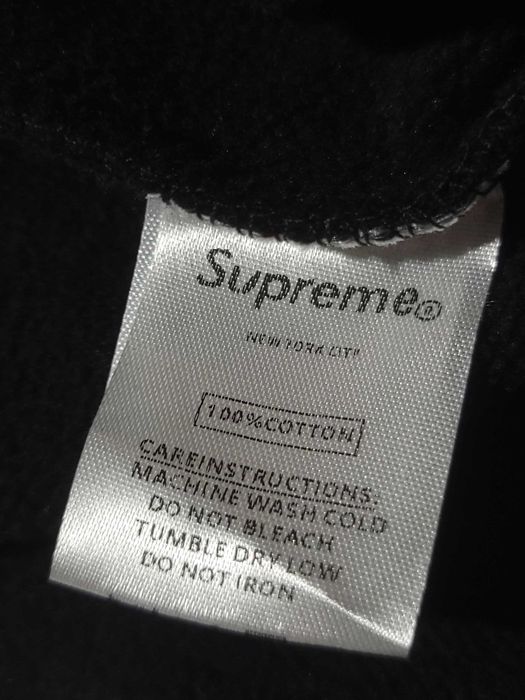 Supreme®
NEW YORK CITY
100%COTTON
CAREINSTRUCTIONS:
MACHINE WASH COLD
DO NOT BLEACH
TUMBLE DRY LOW
DO NOT IRON